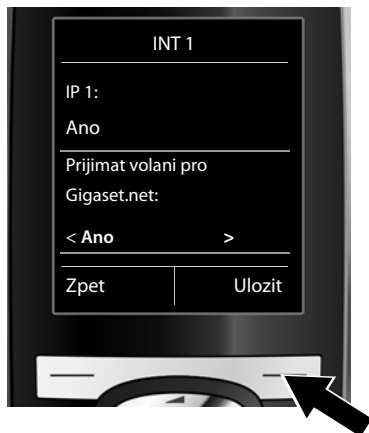 INT 1
IP 1:
Ano
Prijimat volani pro
Gigaset.net:
< Ano >
Zpet Ulozit